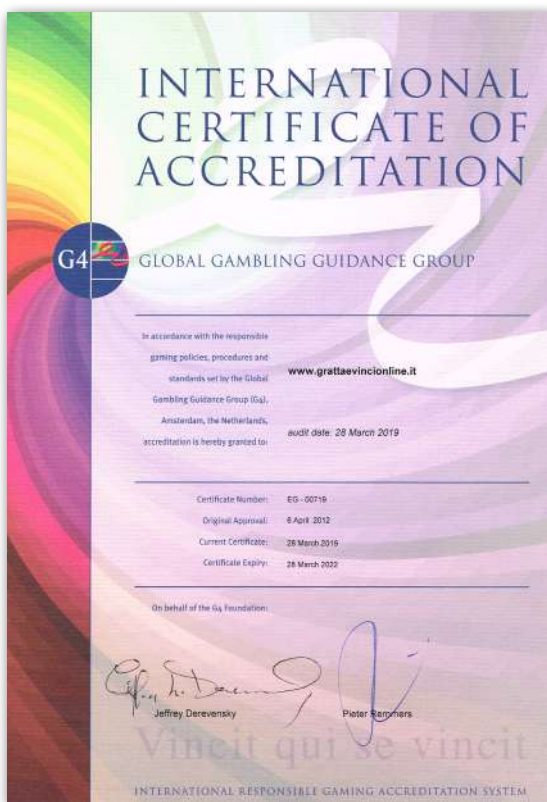 INTERNATIONAL
CERTIFICATE OF
ACCREDITATION
G4
GLOBAL GAMBLING GUIDANCE GROUP
In accordance with the responsible
gaming policies, procedures and
standards set by the Global
Gambling Guidance Group (G4),
Amsterdam, the Netherlands,
accreditation is hereby granted to:
www.grattaevincionline.it
audit date: 28 March 2019
Certificate Number: EG - 00719
Original Approval: 6 April 2012
Current Certificate: 28 March 2019
Certificate Expiry: 28 March 2022
On behalf of the G4 Foundation:
Jeffrey Derevensky
Pieter Remmers
Vincit qui se vincit
INTERNATIONAL RESPONSIBLE GAMING ACCREDITATION SYSTEM